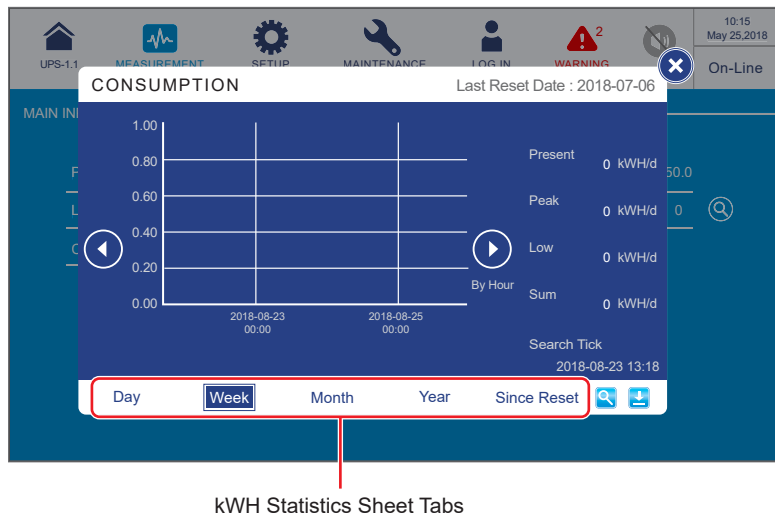 10:15
2
May 25,2018
UPS-1.1 MEASUREMENT SETUP MAINTENANCE LOG IN WARNING On-Line
CONSUMPTION Last Reset Date : 2018-07-06
MAIN IN
1.00
0.80 Present 0 kWH/d 50.0
0.60 Peak 0 kWH/d 0
L
0.40 Low 0 kWH/d
0.20
By Hour
0.00 Sum 0 kWH/d
2018-08-23 2018-08-25
00:00 00:00
Search Tick
2018-08-23 13:18
Day Week Month Year Since Reset
kWH Statistics Sheet Tabs